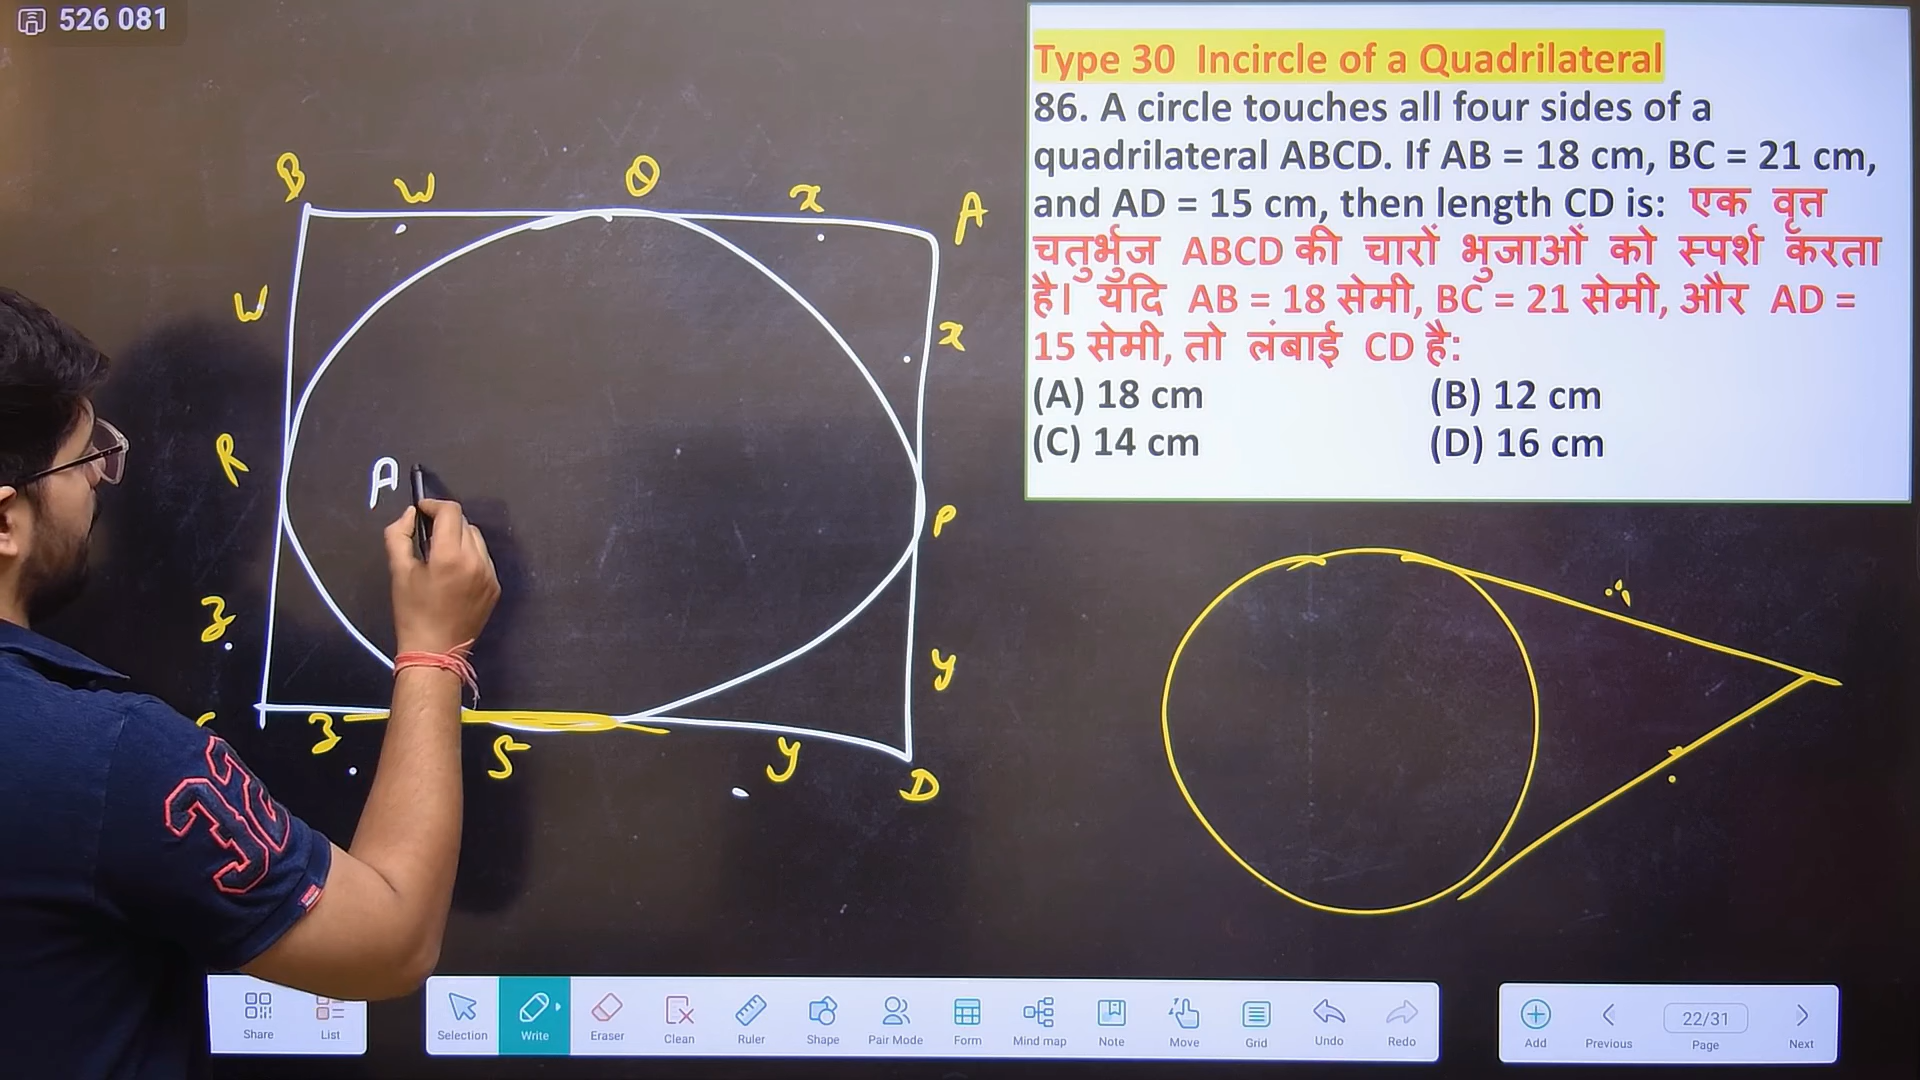 526 081
Type 30 Incircle of a Quadrilateral
86. A circle touches all four sides of a
quadrilateral ABCD. If AB = 18 cm, BC = 21 cm,
and AD = 15 cm, then length CD is: एक वृत्त
चतुर्भुज ABCD की चारों भुजाओं को स्पर्श करता
है। यदि AB = 18 सेमी, BC = 21 सेमी, और AD =
15 सेमी, तो लंबाई CD है:
(A) 18 cm (B) 12 cm
(C) 14 cm (D) 16 cm
B W Q x A
W x
R A P
3 y
3 S y D
32
Share List Selection Write Eraser Clean Ruler Shape Pair Mode Form Mind map Note Move Grid Undo Redo Add Previous 22/31 Page Next